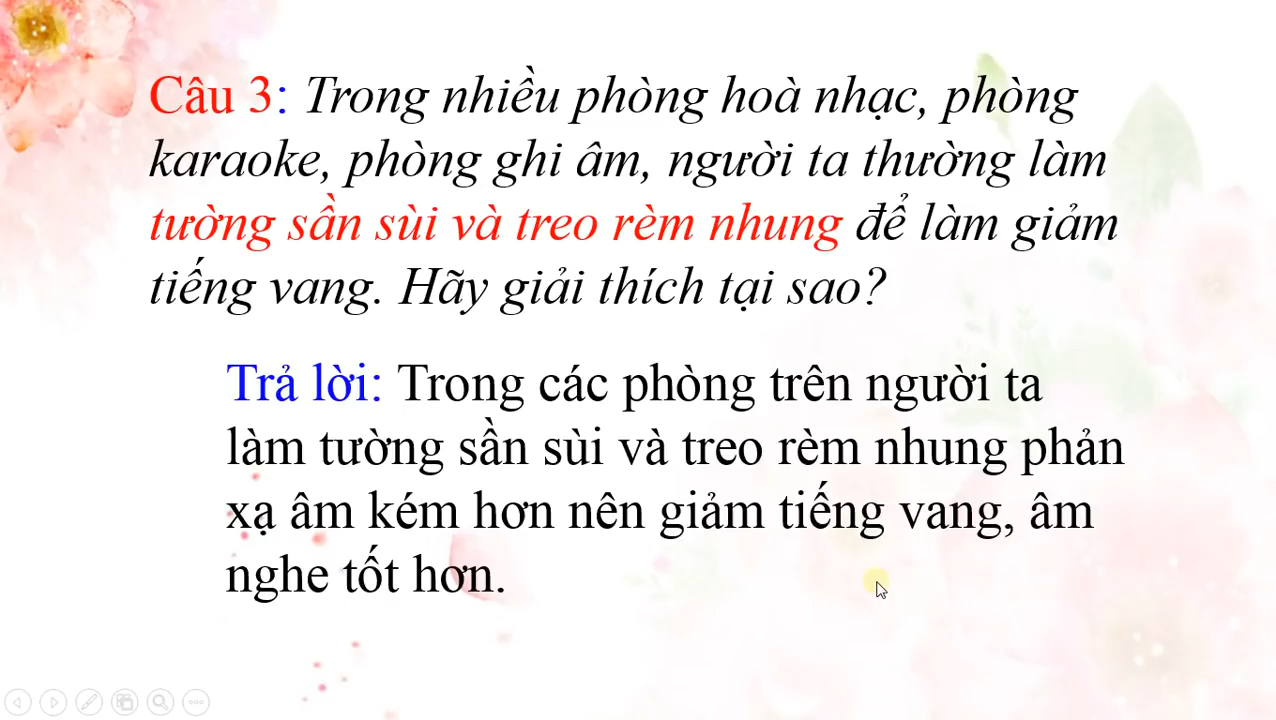 Câu 3: Trong nhiều phòng hoà nhạc, phòng
karaoke, phòng ghi âm, người ta thường làm
tường sần sùi và treo rèm nhung để làm giảm
tiếng vang. Hãy giải thích tại sao?
Trả lời: Trong các phòng trên người ta
làm tường sần sùi và treo rèm nhung phản
xạ âm kém hơn nên giảm tiếng vang, âm
nghe tốt hơn.